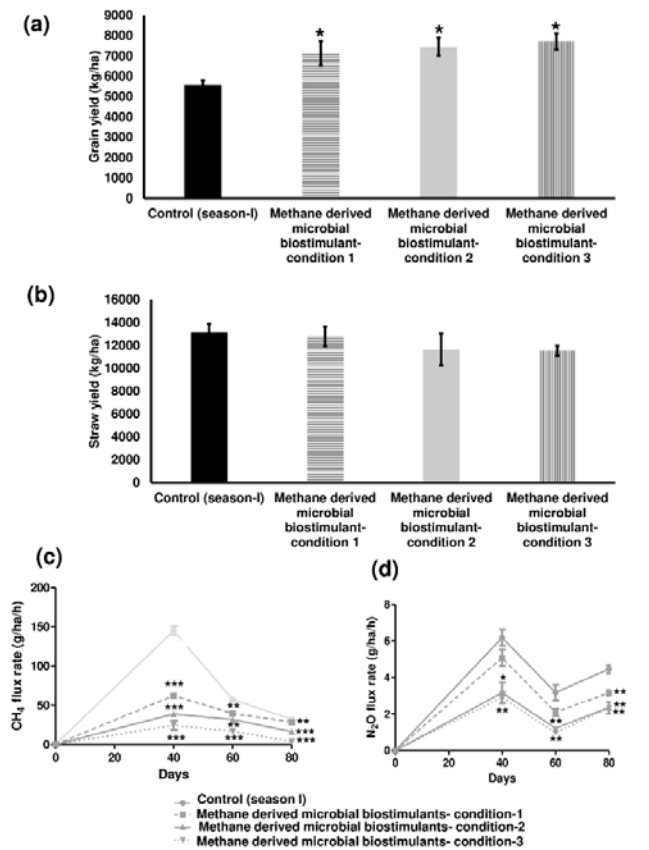 (a)
Grain yield (kg/ha)
9000
8000
7000
6000
5000
4000
3000
2000
1000
0
*
*
*
Control (season-I)
Methane derived
microbial
biostimulant-
condition 1
Methane derived
microbial
biostimulant-
condition 2
Methane derived
microbial
biostimulant-
condition 3
(b)
Straw yield (kg/ha)
16000
14000
12000
10000
8000
6000
4000
2000
0
Control (season-I)
Methane derived
microbial
biostimulant-
condition 1
Methane derived
microbial
biostimulant-
condition 2
Methane derived
microbial
biostimulant-
condition 3
(c)
CH4 flux rate (g/ha/h)
200
150
100
50
0
***
***
***
**
**
***
**
***
***
0
20
40
60
80
Days
(d)
N2O flux rate (g/ha/h)
8
6
4
2
0
*
**
**
**
**
**
**
0
20
40
60
80
Days
Control (season I)
Methane derived microbial biostimulants- condition-1
Methane derived microbial biostimulants- condition-2
Methane derived microbial biostimulants- condition-3